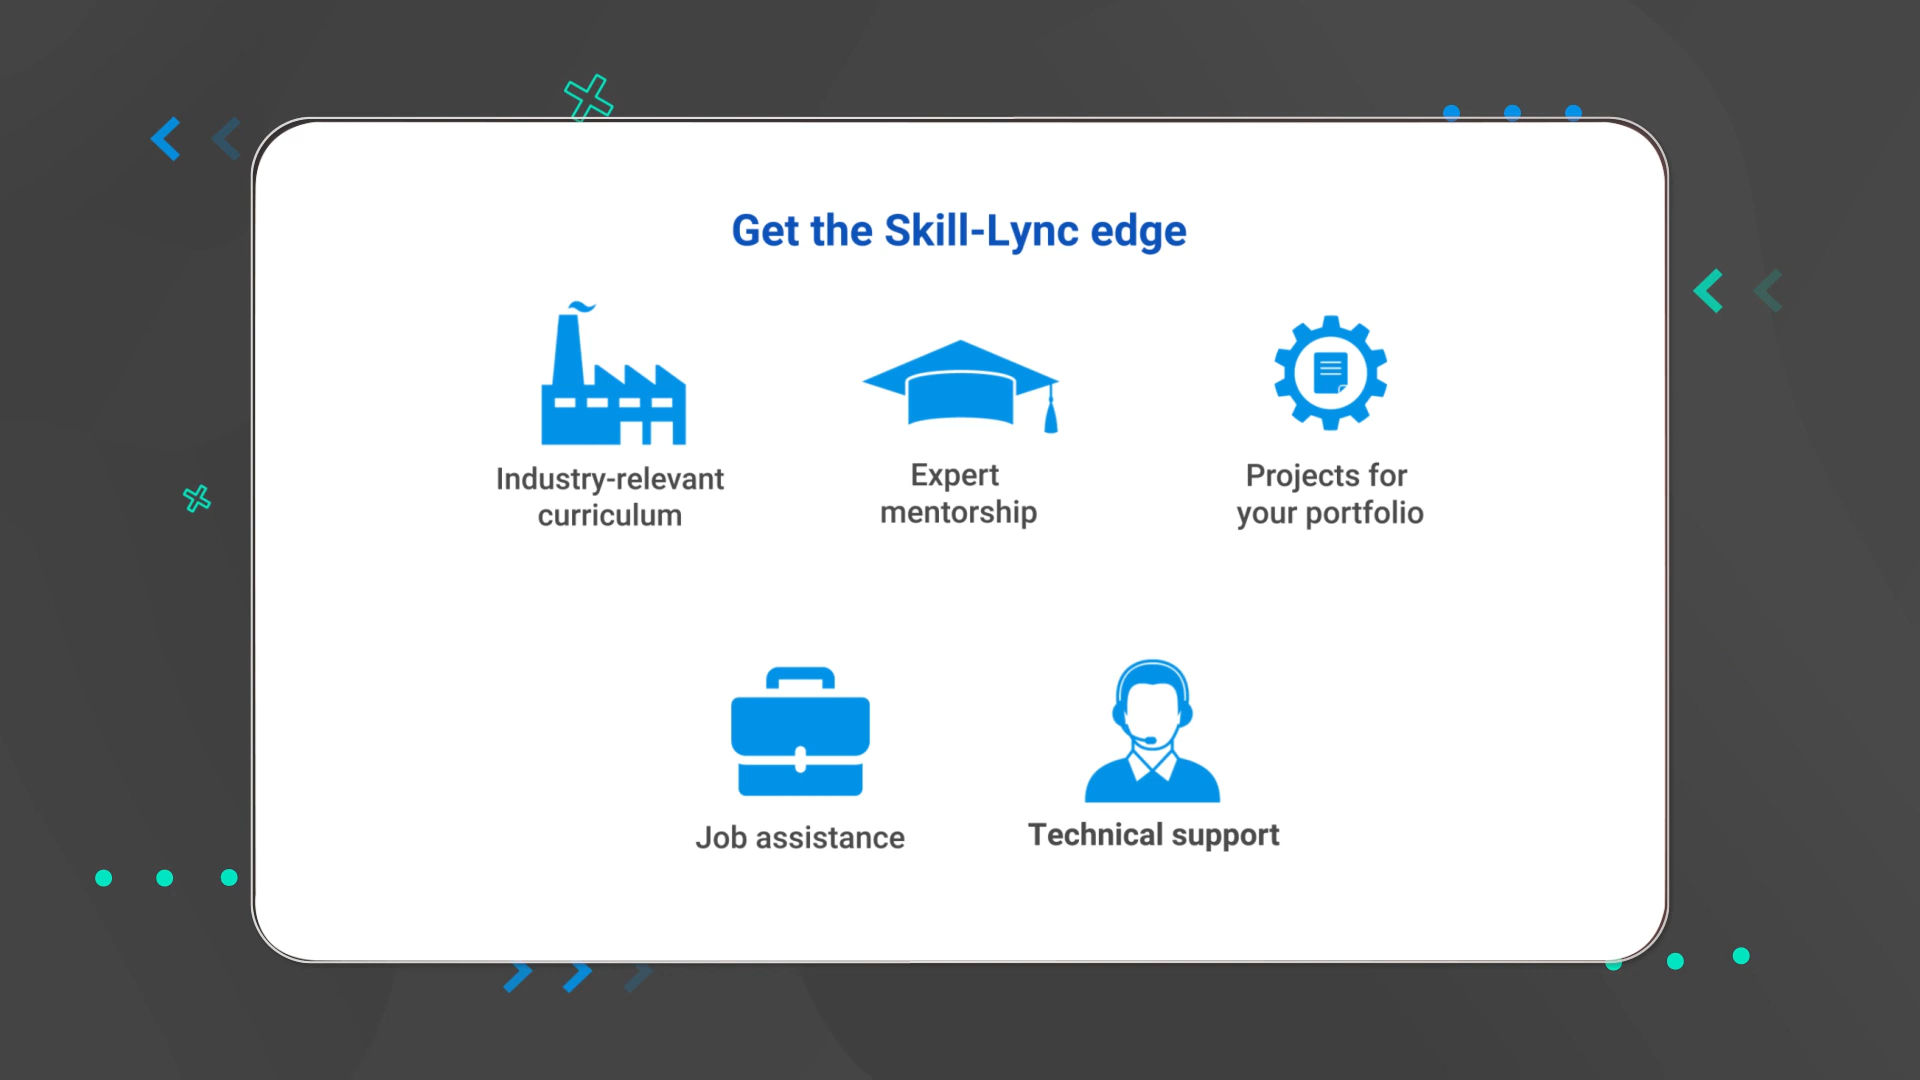 Get the Skill-Lync edge
Industry-relevant
curriculum
Expert
mentorship
Projects for
your portfolio
Job assistance
Technical support